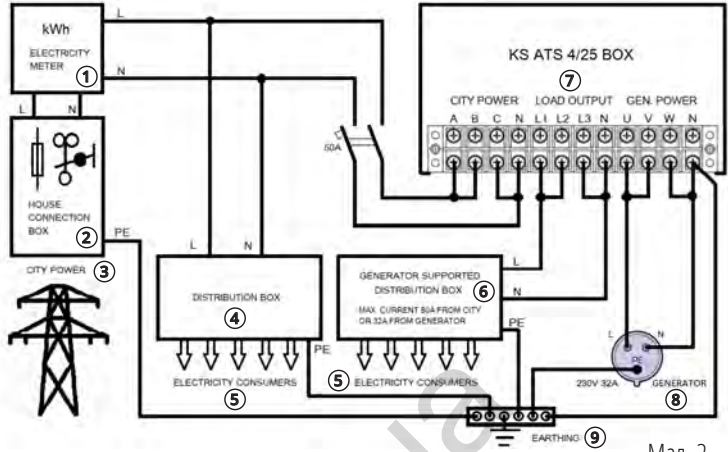 kWh
ELECTRICITY
METER
1
L
N
L N
HOUSE
CONNECTION
BOX
2
PE
CITY POWER 3
50A
KS ATS 4/25 BOX
7
CITY POWER LOAD OUTPUT GEN. POWER
A B C N L1 L2 L3 N U V W N
L N
DISTRIBUTION BOX
4
PE
ELECTRICITY CONSUMERS
5
GENERATOR SUPPORTED
DISTRIBUTION BOX
6
MAX. CURRENT 50A FROM CITY
OR 32A FROM GENERATOR
L
N
PE
5 ELECTRICITY CONSUMERS
L N
PE
230V 32A GENERATOR
8
EARTHING 9
Мал. 2